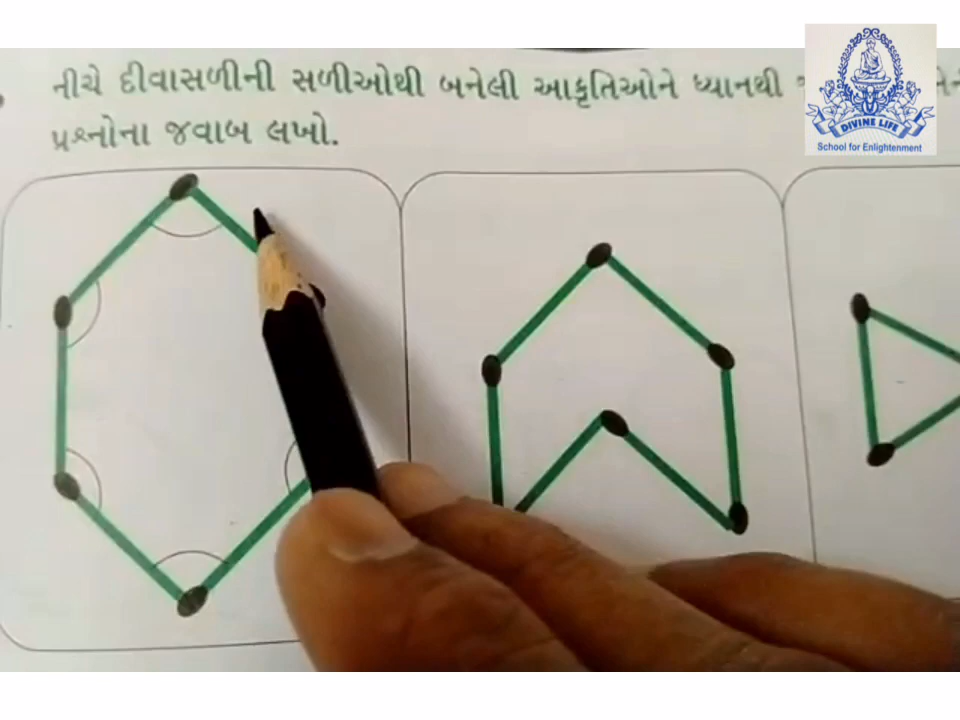 નીચે દીવાસળીની સળીઓથી બનેલી આકૃતિઓને ધ્યાનથી
પ્રશ્નોના જવાબ લખો.
DIVINE LIFE
School for Enlightenment